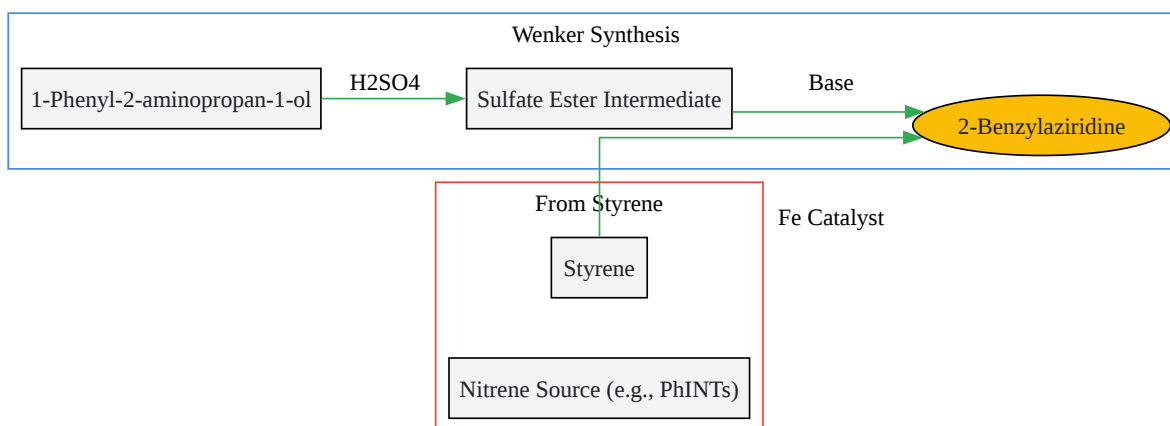 Wenker Synthesis
1-Phenyl-2-aminopropan-1-ol
H2SO4
Sulfate Ester Intermediate
Base
2-Benzylaziridine
From Styrene
Fe Catalyst
Styrene
Nitrene Source (e.g., PhINTs)